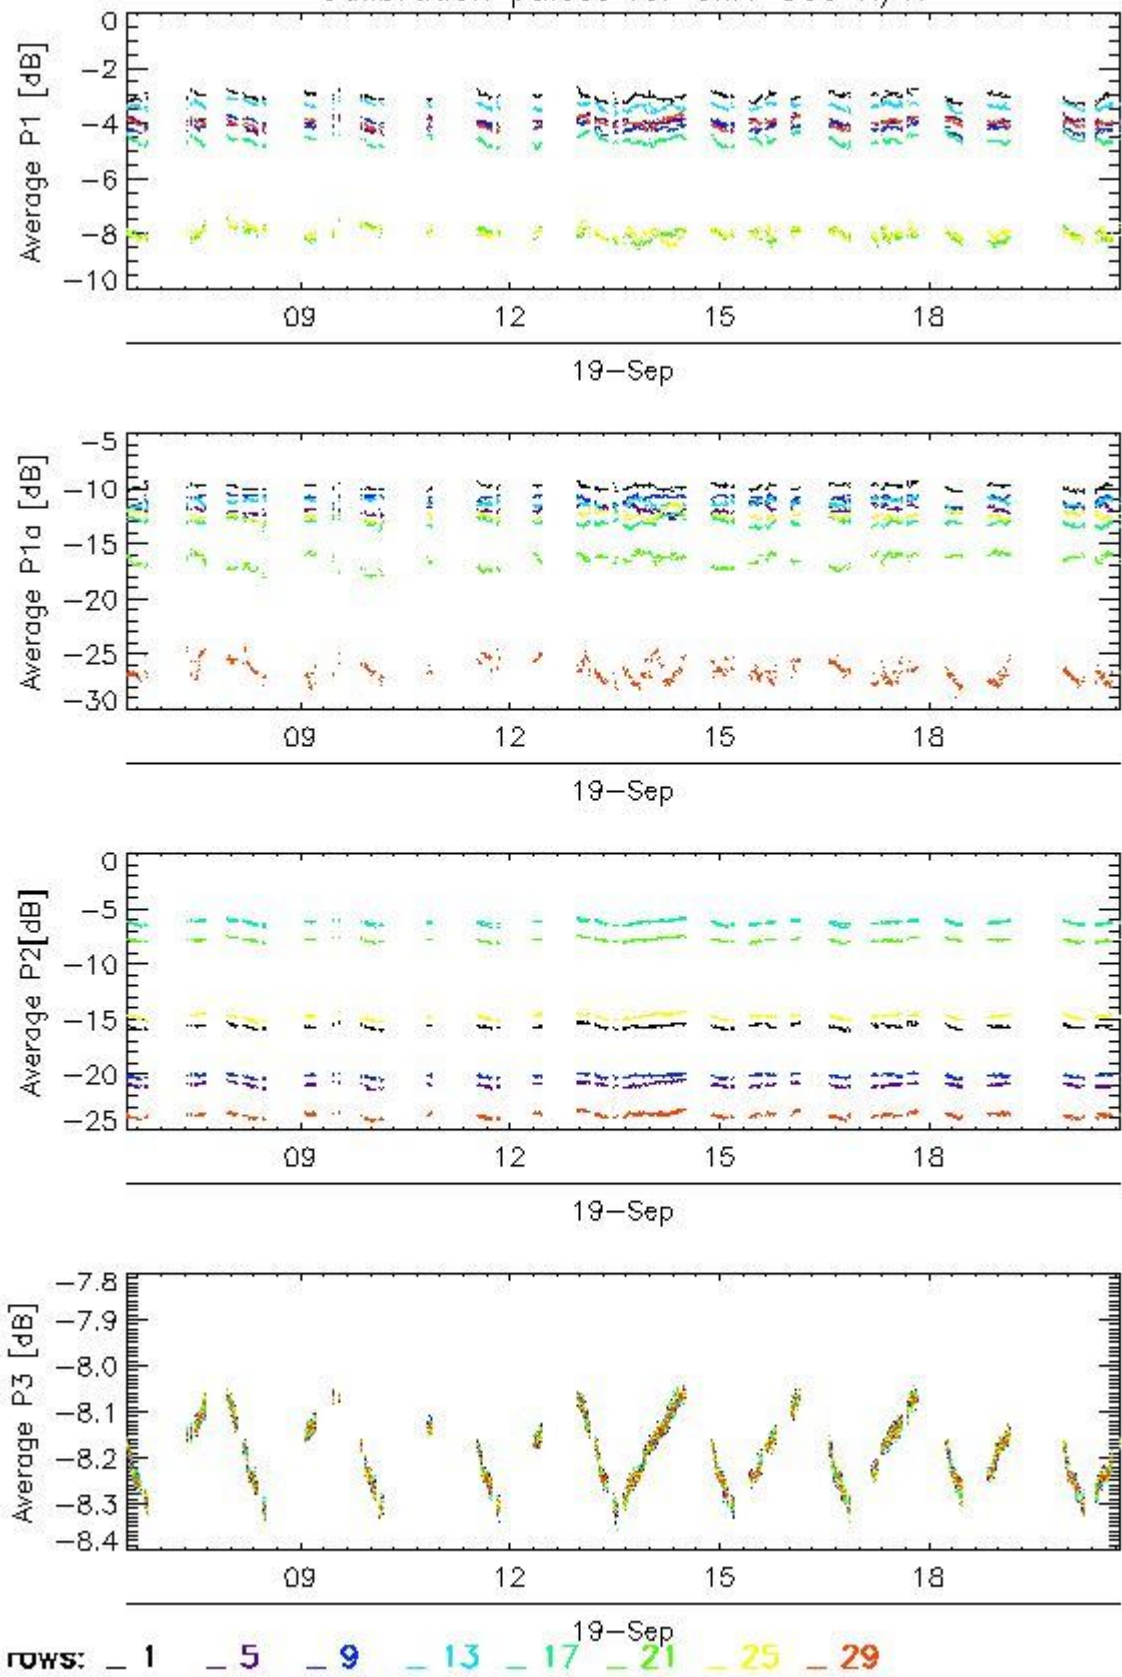 0
−2
−4
−6
−8
−10
Average P1 [dB]
09 12 15 18
19−Sep
−5
−10
−15
−20
−25
−30
Average P1a [dB]
09 12 15 18
19−Sep
0
−5
−10
−15
−20
−25
Average P2[dB]
09 12 15 18
19−Sep
−7.8
−7.9
−8.0
−8.1
−8.2
−8.3
−8.4
Average P3 [dB]
09 12 15 18
19−Sep
rows: _ 1 _ 5 _ 9 _ 13 _ 17 _ 21 _ 25 _ 29